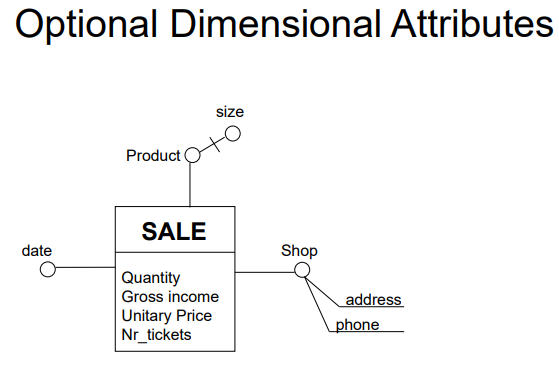 Optional Dimensional Attributes
size
Product
SALE
date
Shop
Quantity
Gross income
Unitary Price
Nr_tickets
address
phone